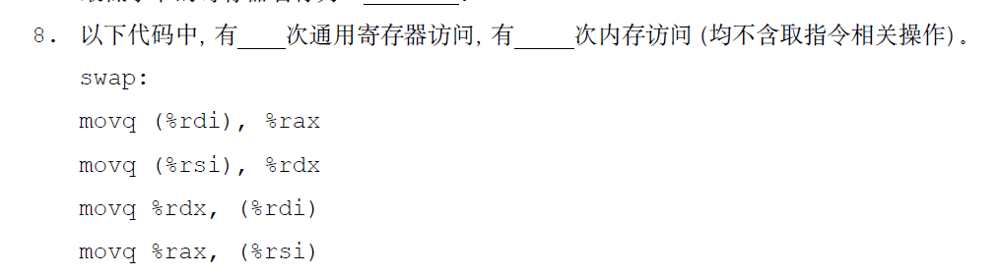 8. 以下代码中, 有____次通用寄存器访问, 有_____次内存访问 (均不含取指令相关操作)。
swap:
movq (%rdi), %rax
movq (%rsi), %rdx
movq %rdx, (%rdi)
movq %rax, (%rsi)